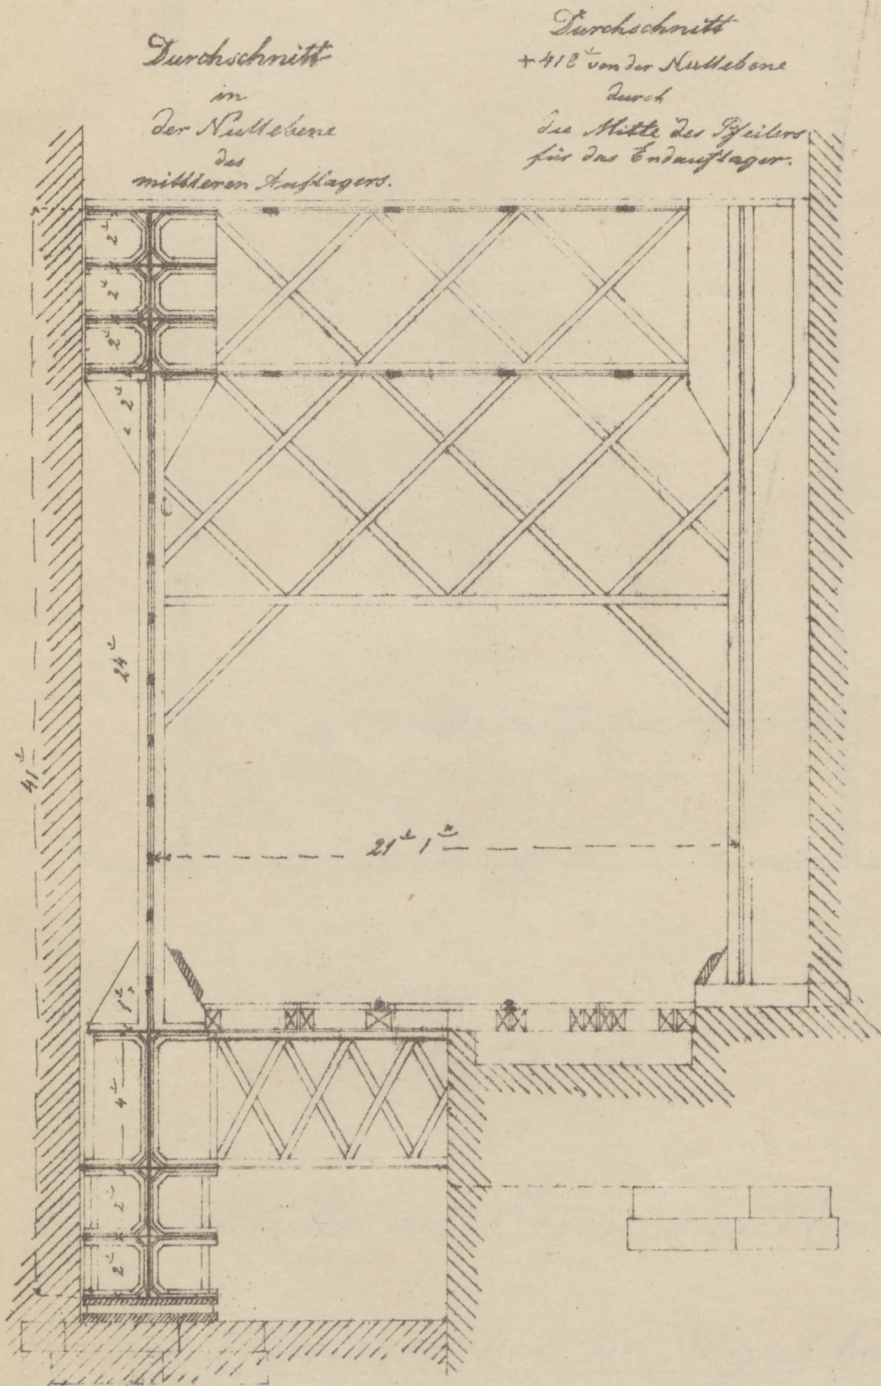 Durchschnitt
in
der Nullebene
des
mittleren Auflagers.
Durchschnitt
+412' von der Nullebene
durch
die Mitte des Pfeilers
für das Endauflager.
2'
2'
2'
2'
24'
41'
21' 1"
1'
4'
2'
2'